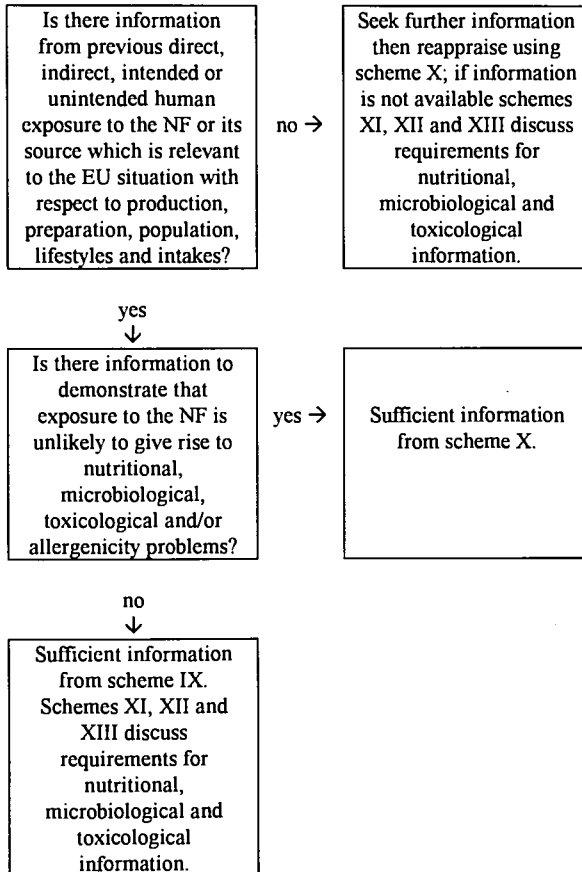 Is there information
from previous direct,
indirect, intended or
unintended human
exposure to the NF or its
source which is relevant
to the EU situation with
respect to production,
preparation, population,
lifestyles and intakes?
no →
Seek further information
then reappraise using
scheme X; if information
is not available schemes
XI, XII and XIII discuss
requirements for
nutritional,
microbiological and
toxicological
information.
yes
↓
Is there information to
demonstrate that
exposure to the NF is
unlikely to give rise to
nutritional,
microbiological,
toxicological and/or
allergenicity problems?
yes →
Sufficient information
from scheme X.
no
↓
Sufficient information
from scheme IX.
Schemes XI, XII and
XIII discuss
requirements for
nutritional,
microbiological and
toxicological
information.